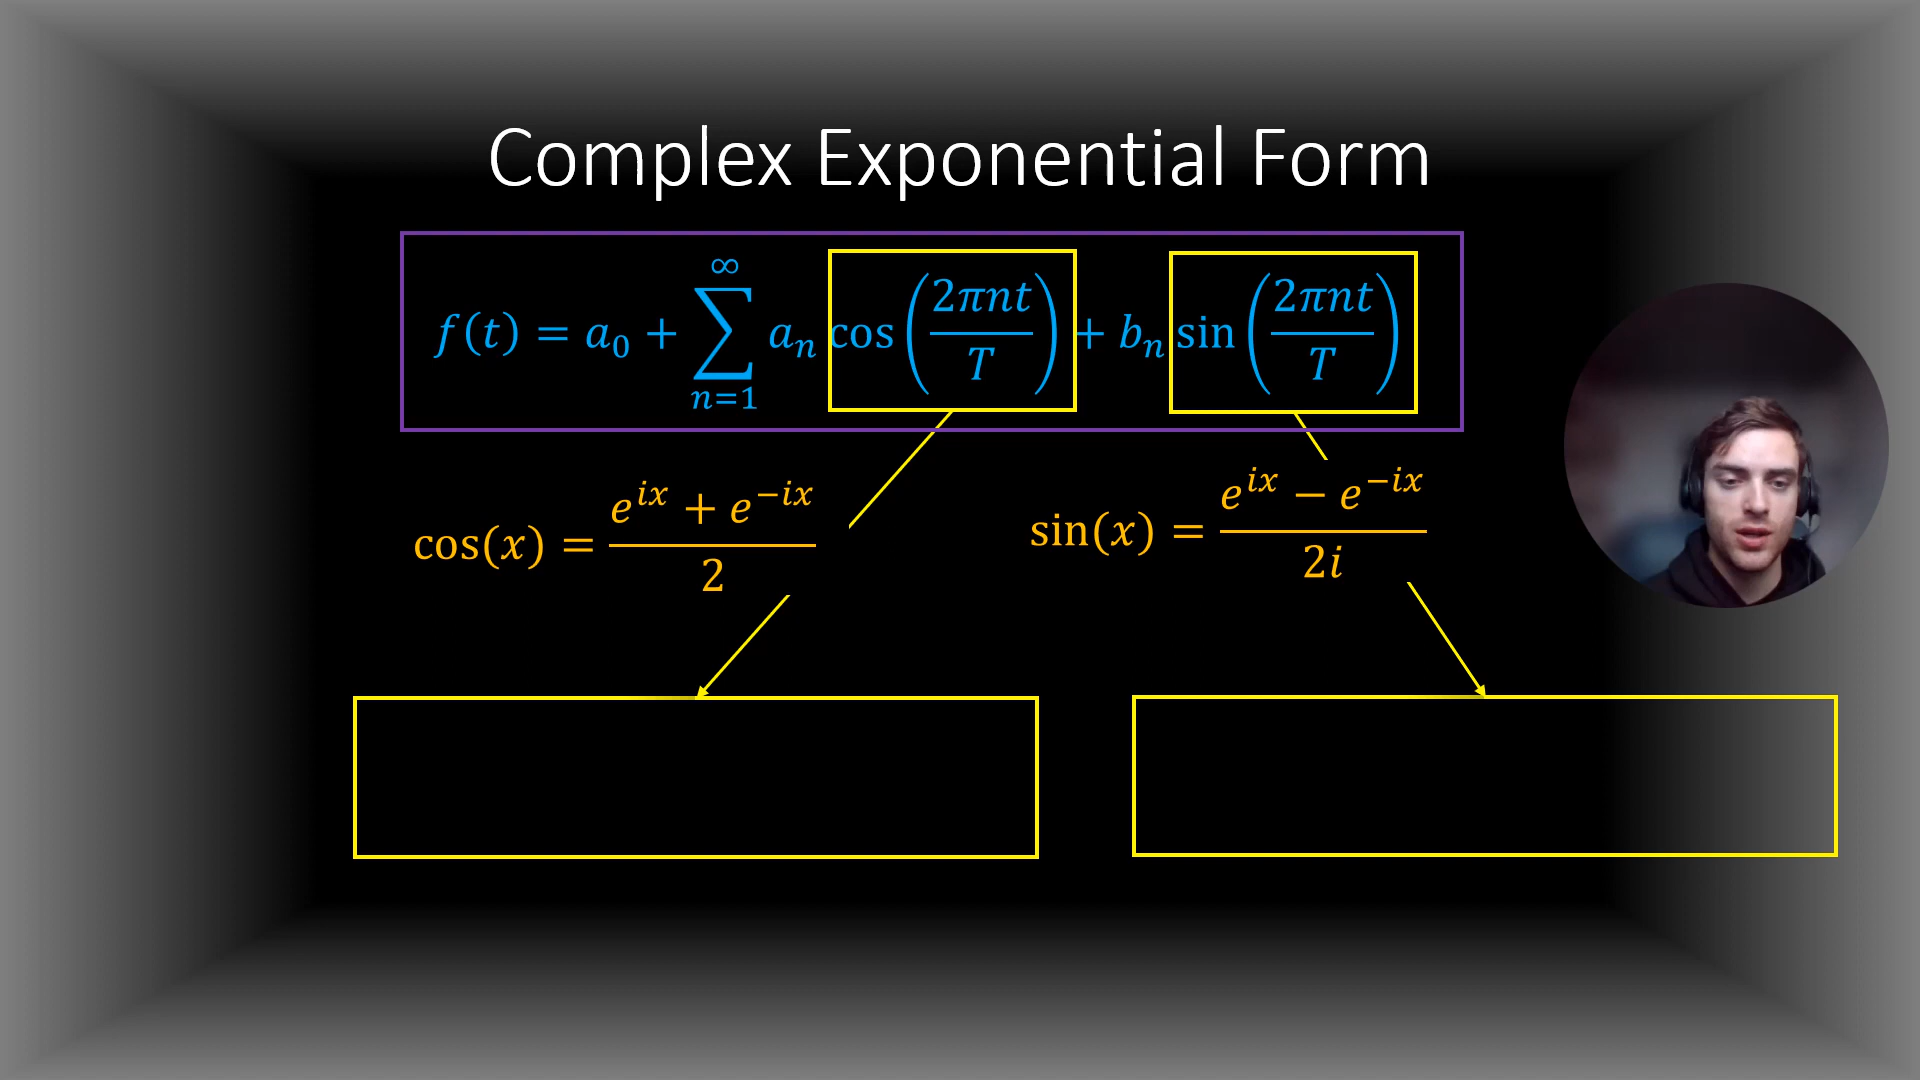 Complex Exponential Form
f(t) = a₀ + ∑_{n=1}^{∞} aₙ cos(2πnt/T) + bₙ sin(2πnt/T)
cos(x) = (e^{ix} + e^{−ix})/2
sin(x) = (e^{ix} − e^{−ix})/2i